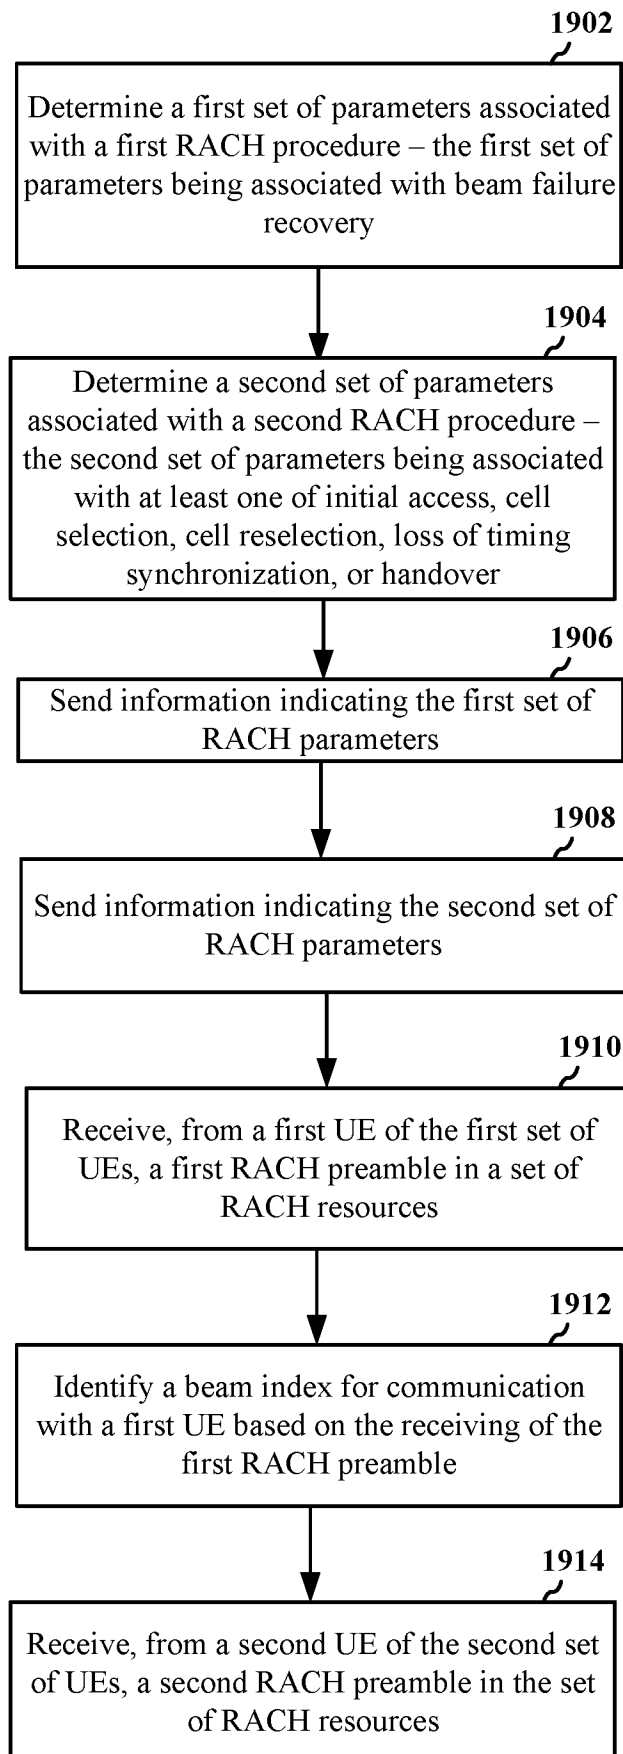 1902
Determine a first set of parameters associated
with a first RACH procedure – the first set of
parameters being associated with beam failure
recovery
1904
Determine a second set of parameters
associated with a second RACH procedure –
the second set of parameters being associated
with at least one of initial access, cell
selection, cell reselection, loss of timing
synchronization, or handover
1906
Send information indicating the first set of
RACH parameters
1908
Send information indicating the second set of
RACH parameters
1910
Receive, from a first UE of the first set of
UEs, a first RACH preamble in a set of
RACH resources
1912
Identify a beam index for communication
with a first UE based on the receiving of the
first RACH preamble
1914
Receive, from a second UE of the second set
of UEs, a second RACH preamble in the set
of RACH resources